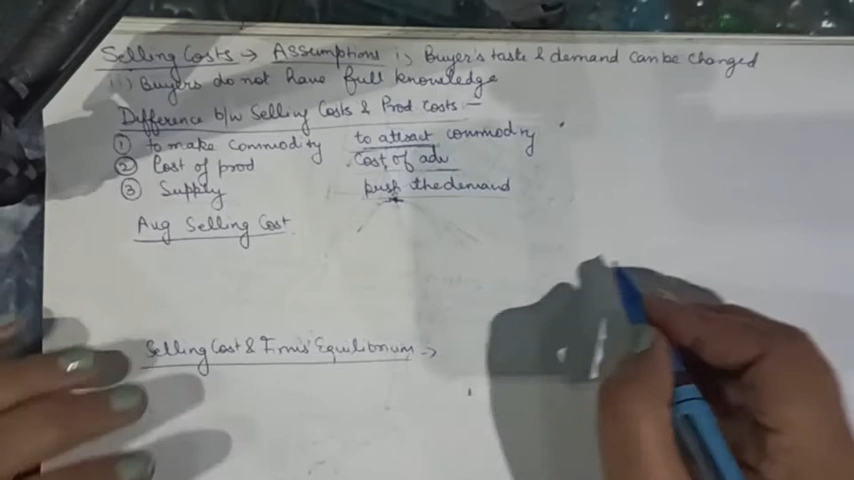 Selling Costs → Assumptions i) Buyer's taste & demand can be changed
ii) Buyers do not have full knowledge
Difference b/w Selling Costs & Prod Costs :-
① to make commodity to attract commodity
② Cost of prod Cost of adv
③ Supply push the demand
Avg Selling Cost
Selling Cost & Firms' Equilibrium →